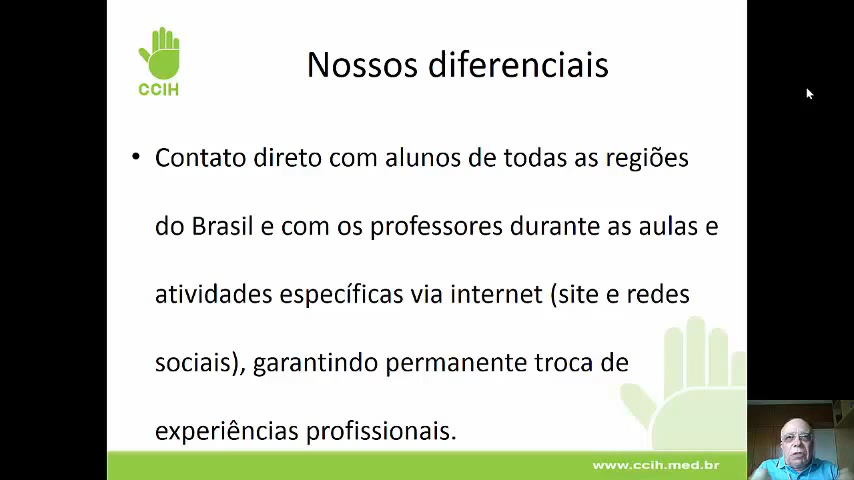 CCIH
Nossos diferenciais
• Contato direto com alunos de todas as regiões
do Brasil e com os professores durante as aulas e
atividades específicas via internet (site e redes
sociais), garantindo permanente troca de
experiências profissionais.
www.ccih.med.br